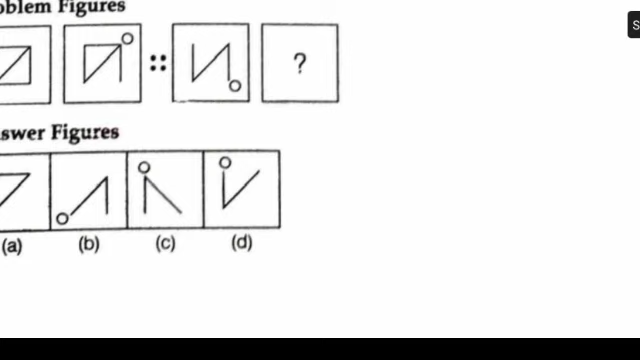 oblem Figures
::
?
swer Figures
(a) (b) (c) (d)
S